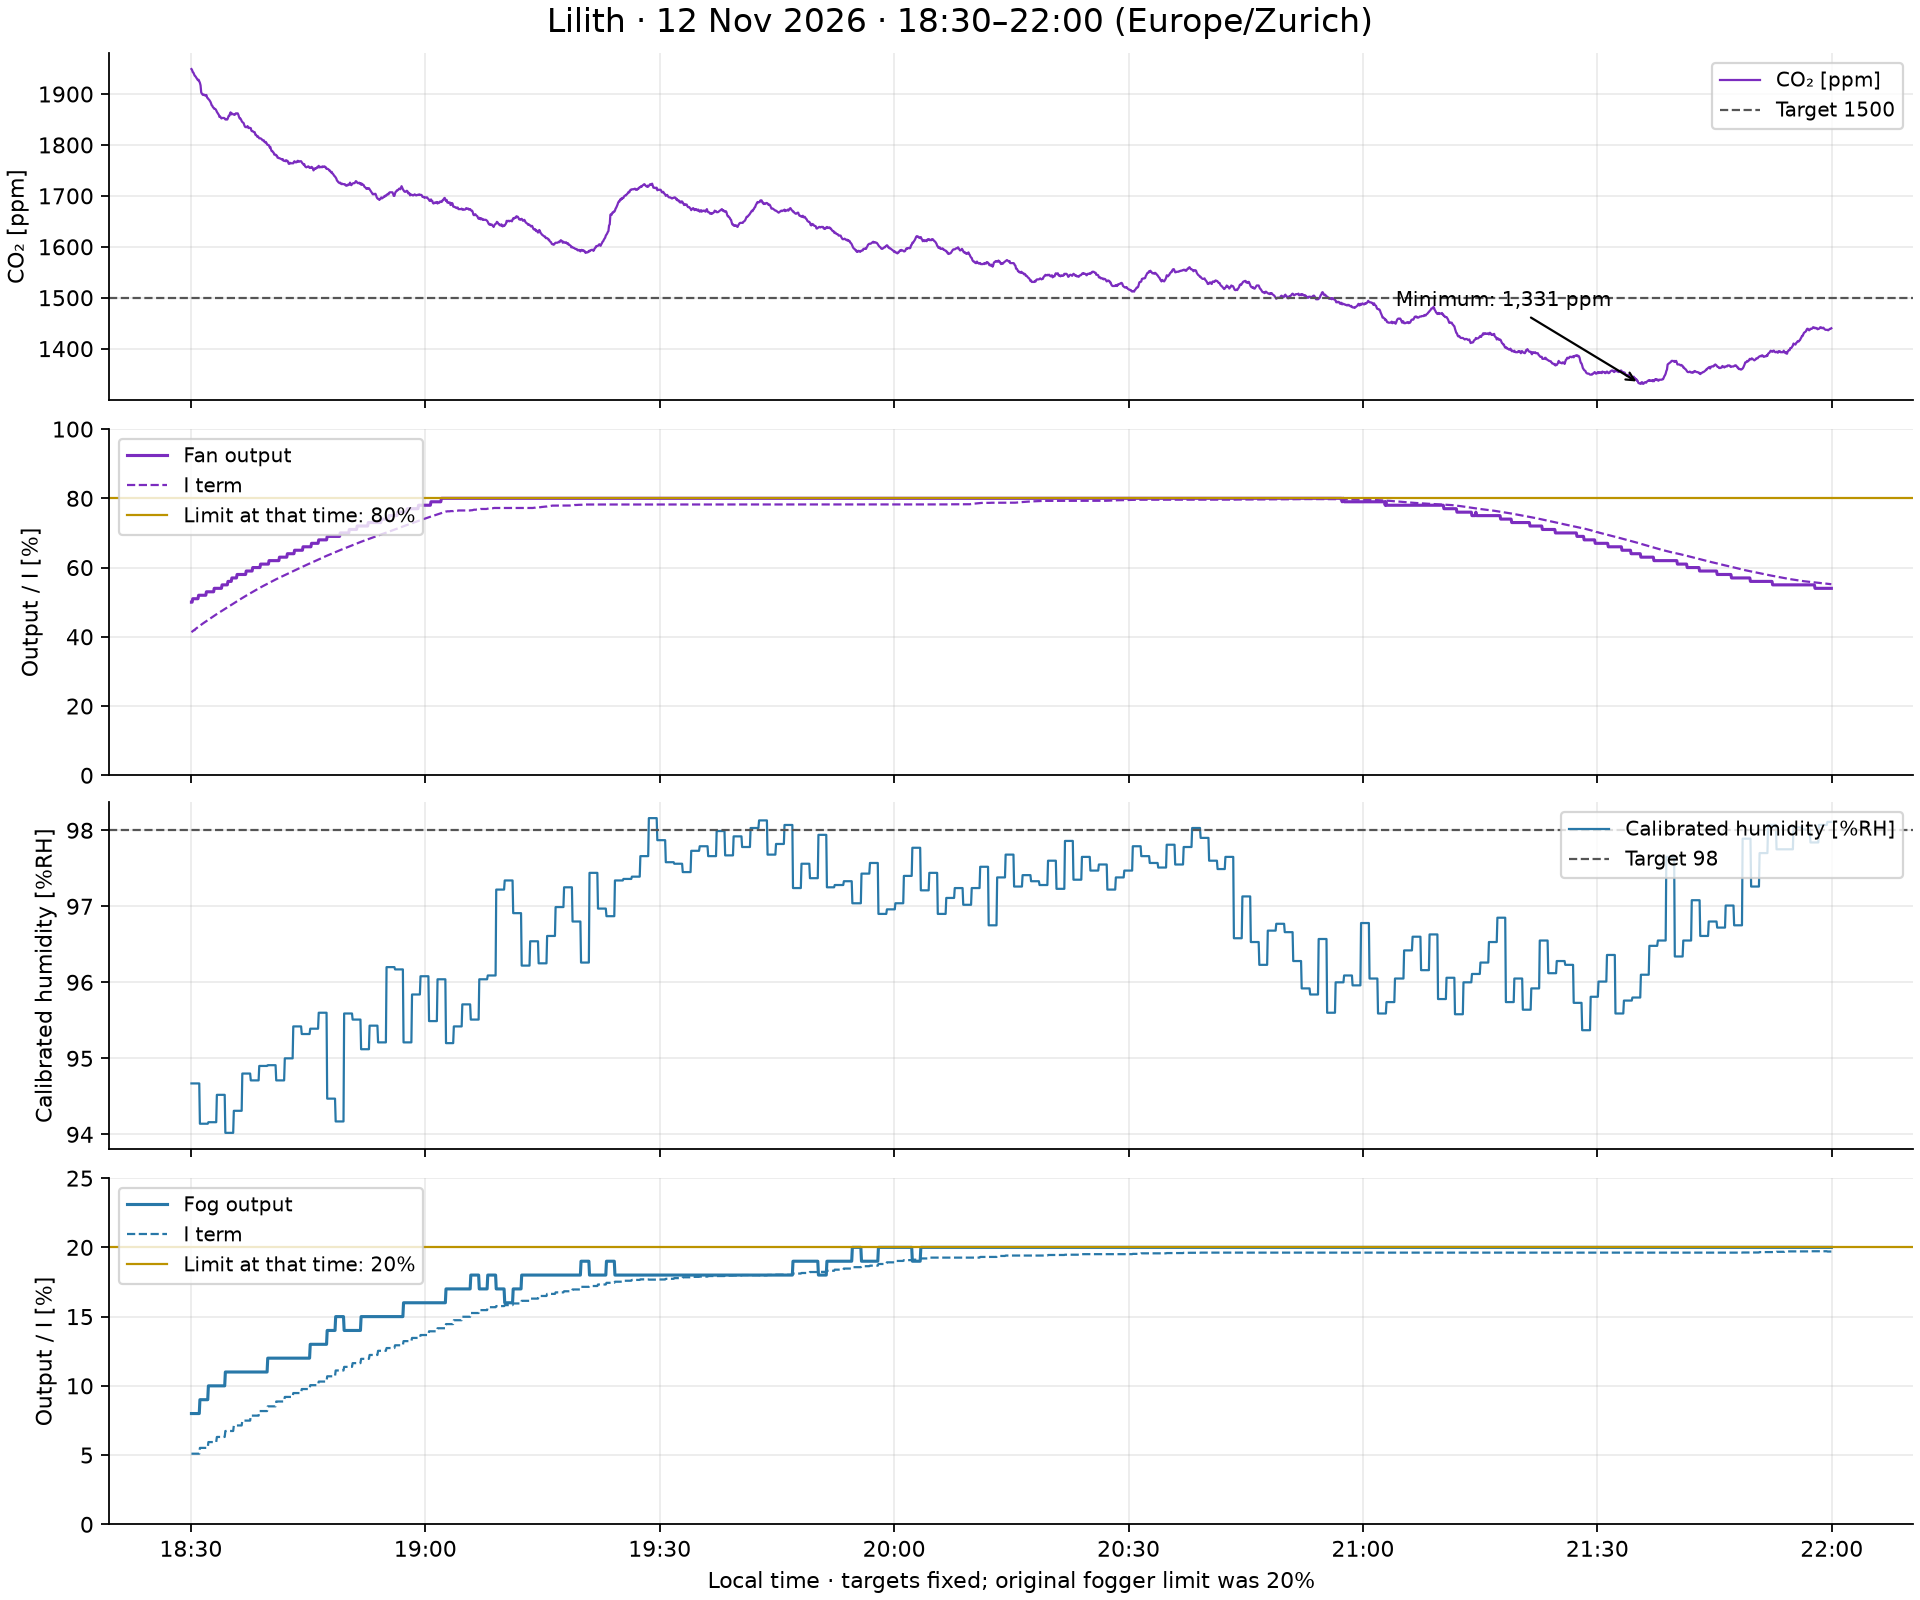 Lilith · 12 Nov 2026 · 18:30–22:00 (Europe/Zurich)
CO₂ [ppm]
1900
1800
1700
1600
1500
1400
CO₂ [ppm]
Target 1500
Minimum: 1,331 ppm
Output / I [%]
100
80
60
40
20
0
Fan output
I term
Limit at that time: 80%
Calibrated humidity [%RH]
98
97
96
95
94
Calibrated humidity [%RH]
Target 98
Output / I [%]
25
20
15
10
5
0
Fog output
I term
Limit at that time: 20%
18:30 19:00 19:30 20:00 20:30 21:00 21:30 22:00
Local time · targets fixed; original fogger limit was 20%